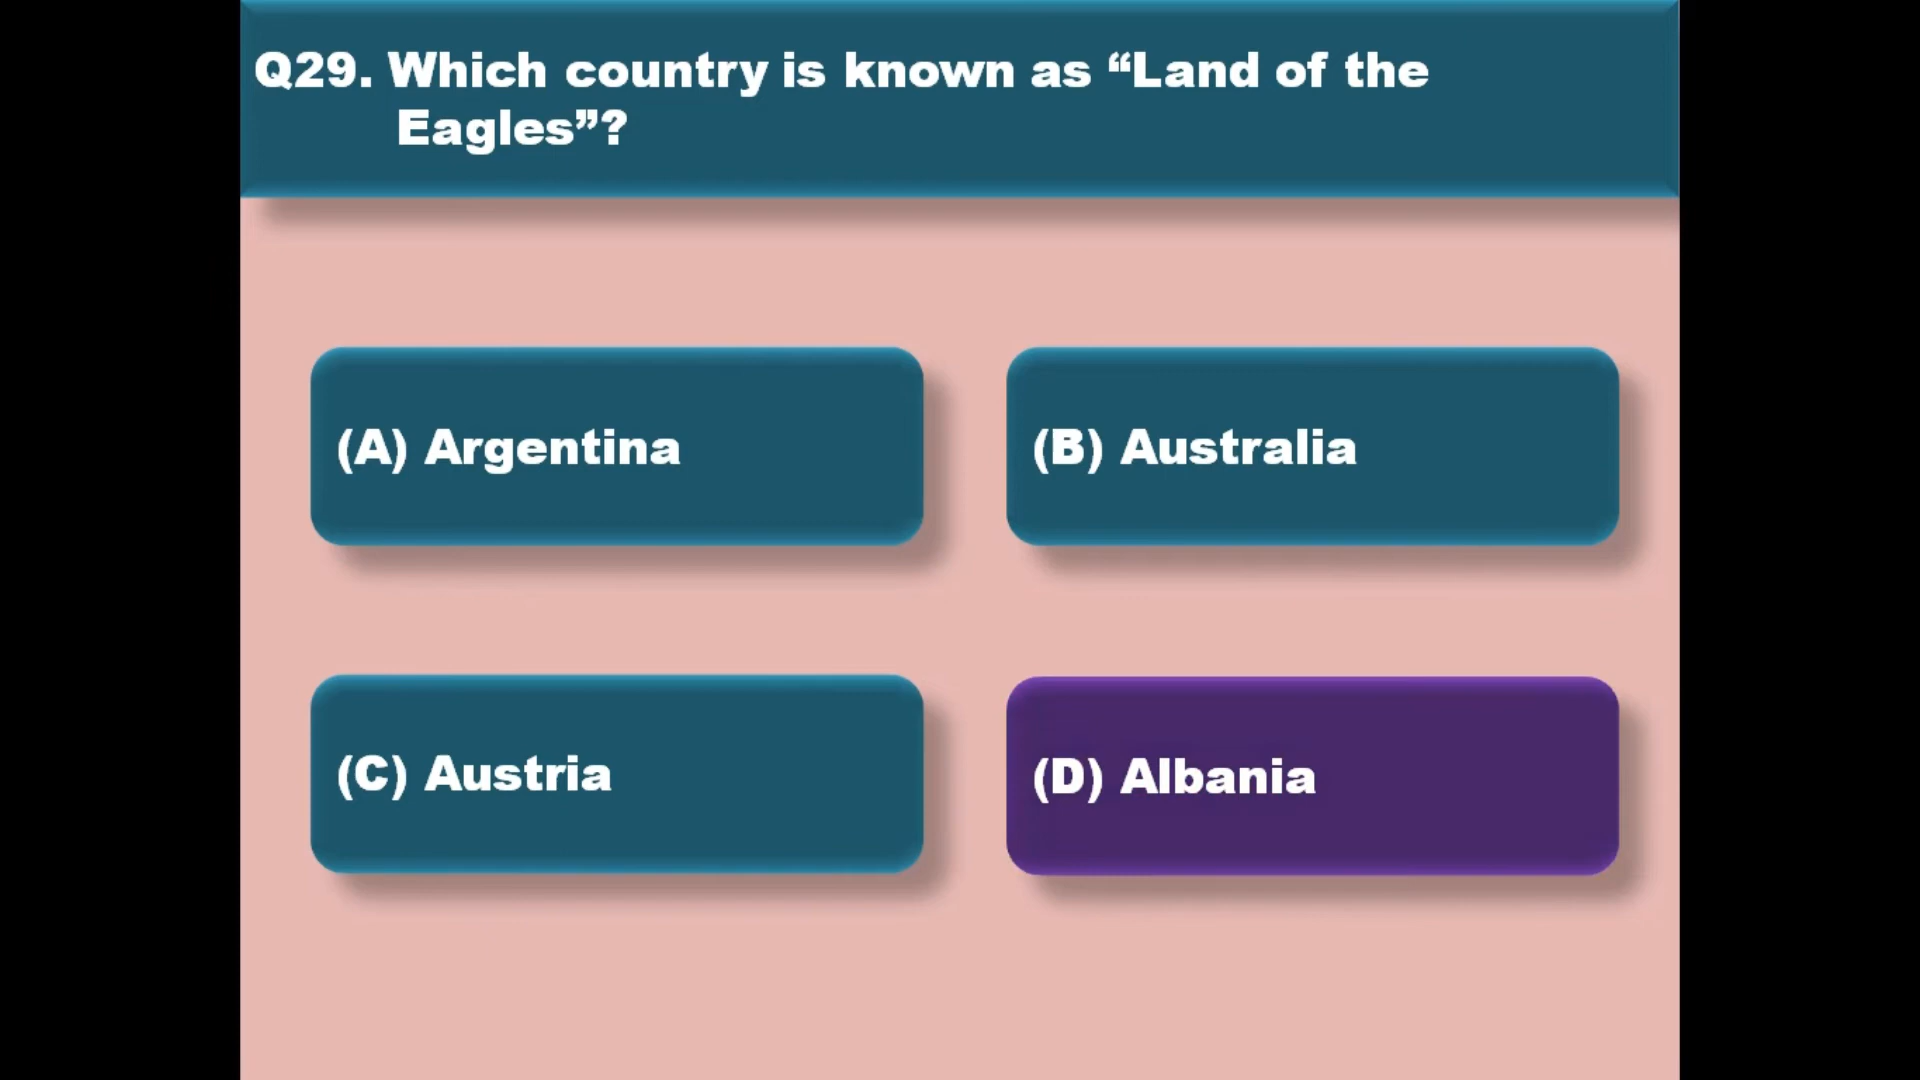 Q29. Which country is known as “Land of the
Eagles”?
(A) Argentina
(B) Australia
(C) Austria
(D) Albania